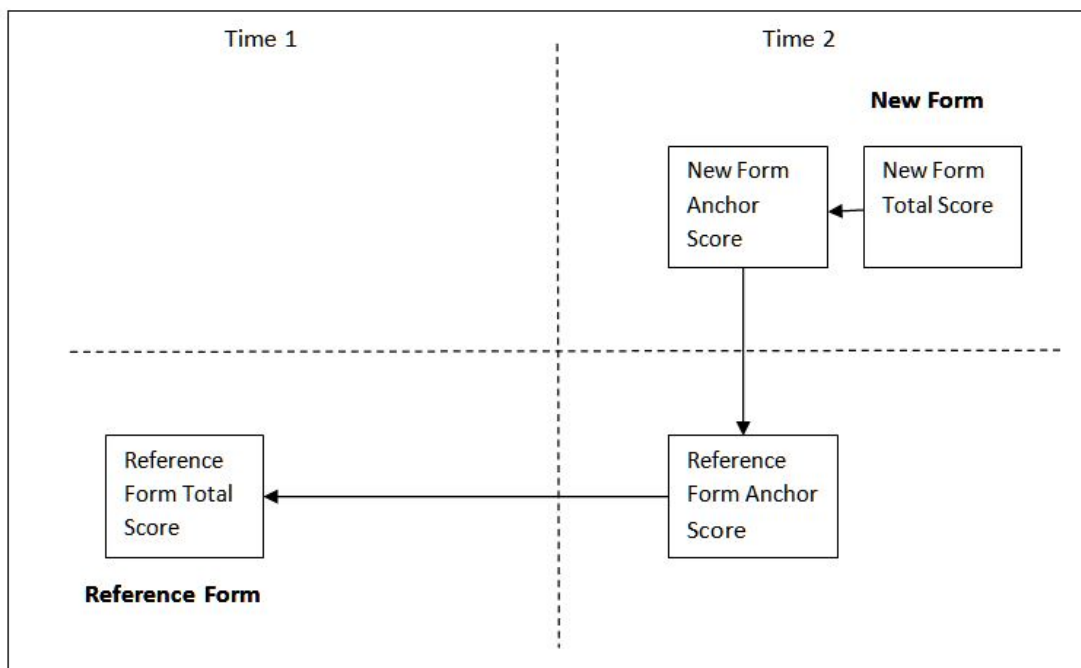 Time 1
Time 2
New Form
New Form
Anchor
Score
New Form
Total Score
Reference
Form Total
Score
Reference
Form Anchor
Score
Reference Form